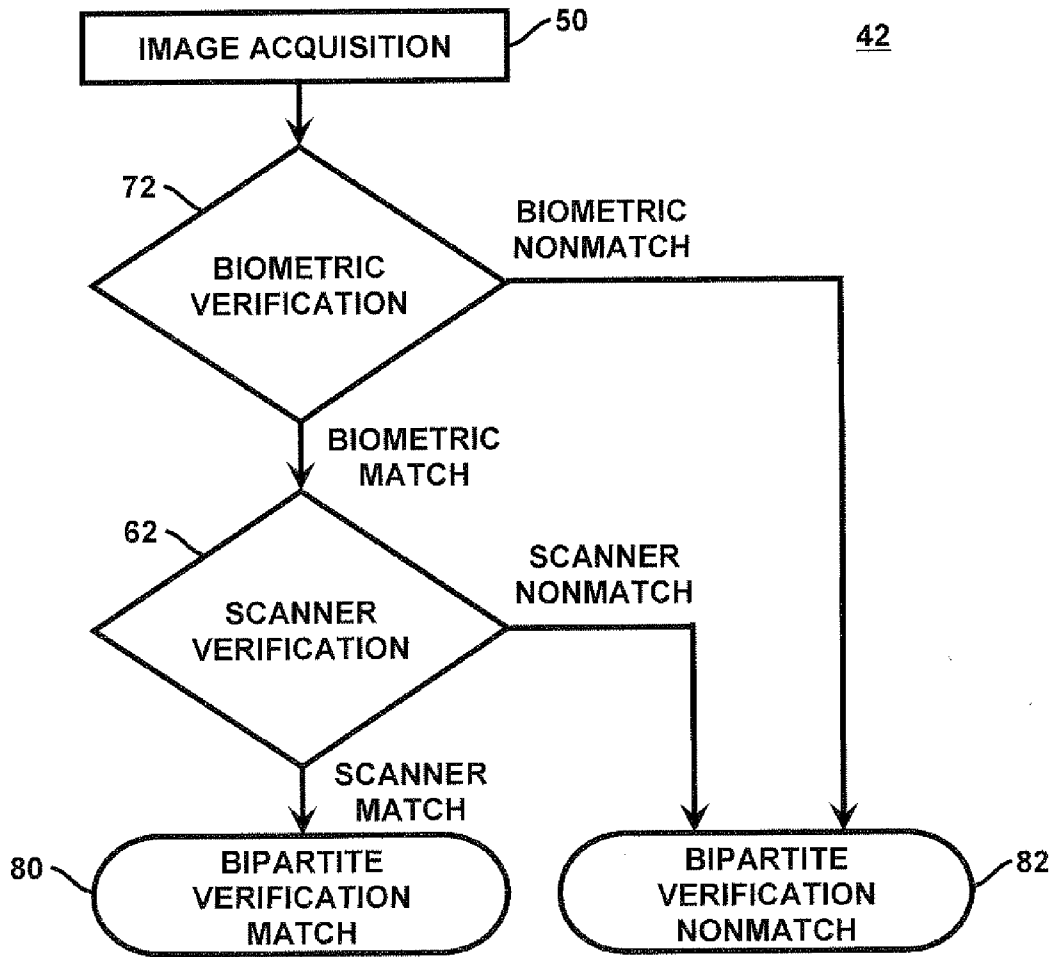 IMAGE ACQUISITION
50
42
72
BIOMETRIC
VERIFICATION
BIOMETRIC
NONMATCH
BIOMETRIC
MATCH
62
SCANNER
VERIFICATION
SCANNER
NONMATCH
SCANNER
MATCH
80
BIPARTITE
VERIFICATION
MATCH
BIPARTITE
VERIFICATION
NONMATCH
82